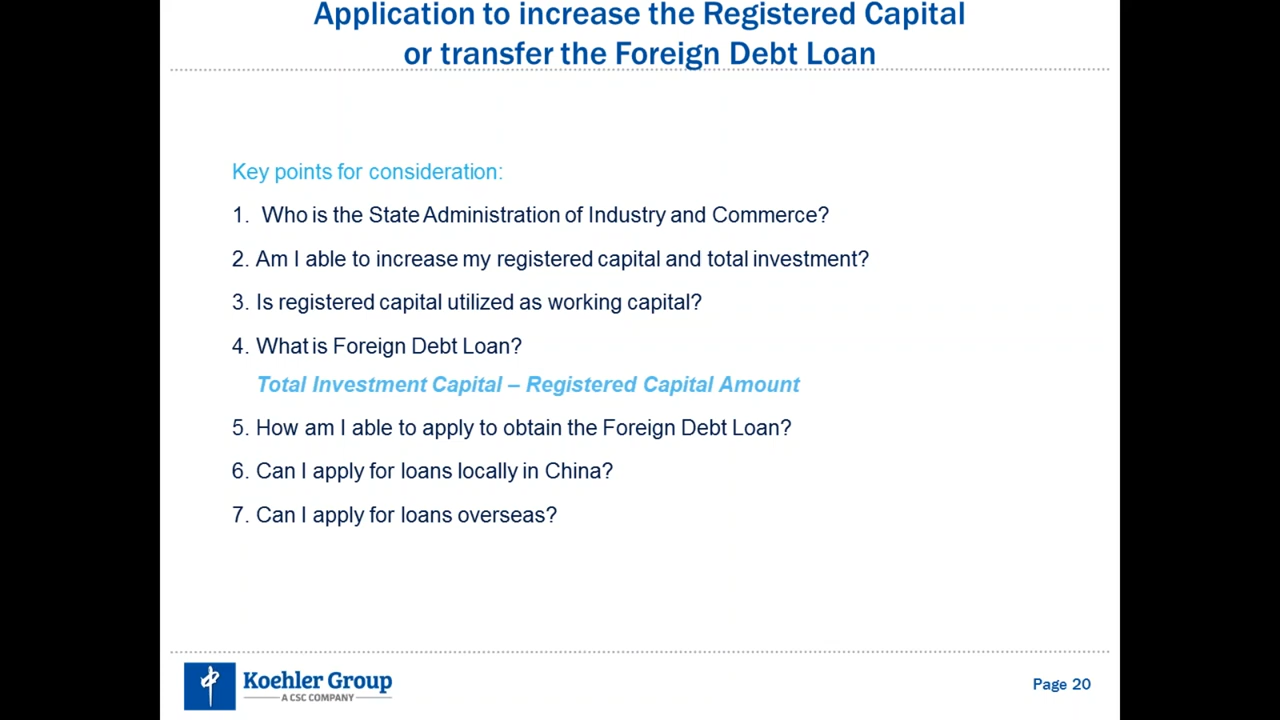 Application to increase the Registered Capital
or transfer the Foreign Debt Loan
Key points for consideration:
1. Who is the State Administration of Industry and Commerce?
2. Am I able to increase my registered capital and total investment?
3. Is registered capital utilized as working capital?
4. What is Foreign Debt Loan?
Total Investment Capital – Registered Capital Amount
5. How am I able to apply to obtain the Foreign Debt Loan?
6. Can I apply for loans locally in China?
7. Can I apply for loans overseas?
Koehler Group
A CSC COMPANY
Page 20